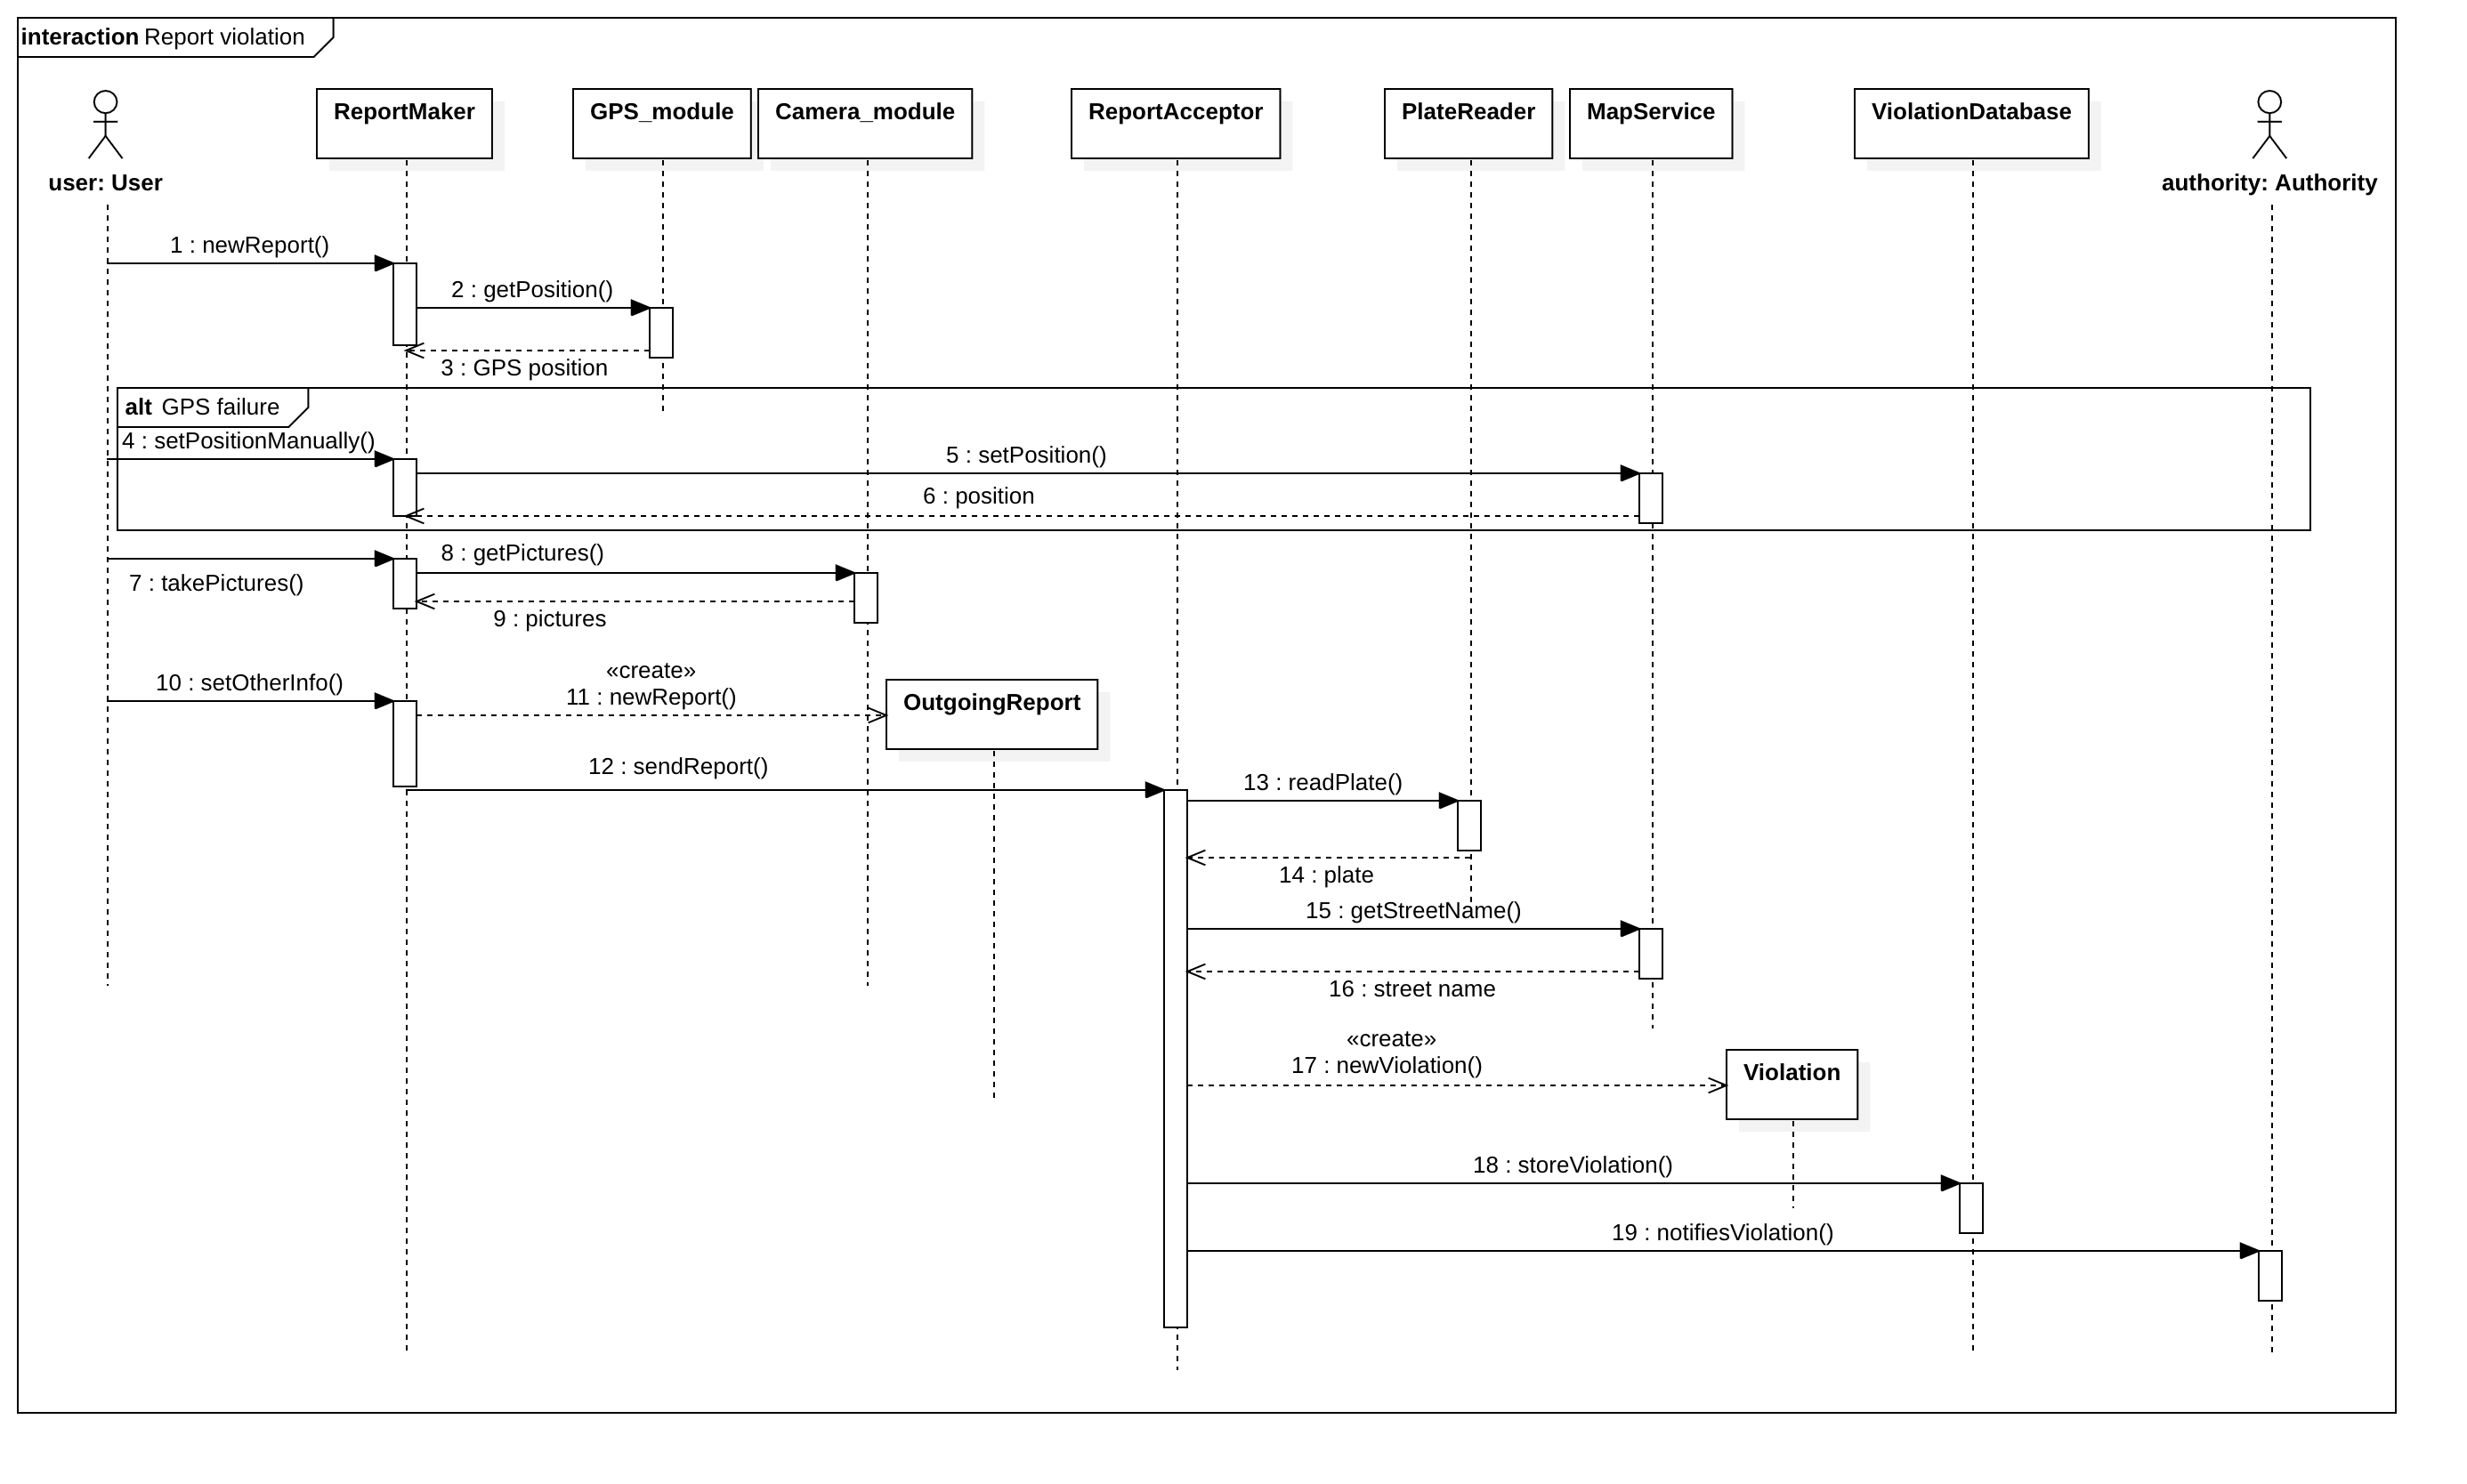 interaction Report violation
ReportMaker
GPS_module
Camera_module
ReportAcceptor
PlateReader
MapService
ViolationDatabase
user: User
authority: Authority
1 : newReport()
2 : getPosition()
3 : GPS position
alt GPS failure
4 : setPositionManually()
5 : setPosition()
6 : position
8 : getPictures()
7 : takePictures()
9 : pictures
10 : setOtherInfo()
«create»
11 : newReport()
OutgoingReport
12 : sendReport()
13 : readPlate()
14 : plate
15 : getStreetName()
16 : street name
«create»
17 : newViolation()
Violation
18 : storeViolation()
19 : notifiesViolation()